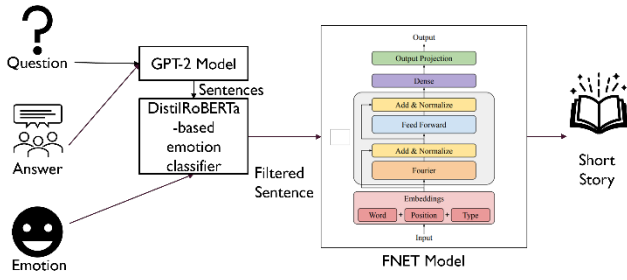 Question
Answer
Emotion
GPT-2 Model
Sentences
DistilRoBERTa
-based
emotion
classifier
Filtered
Sentence
Output
Output Projection
Dense
Add & Normalize
Feed Forward
Add & Normalize
Fourier
Embeddings
Word + Position + Type
Input
FNET Model
Short
Story